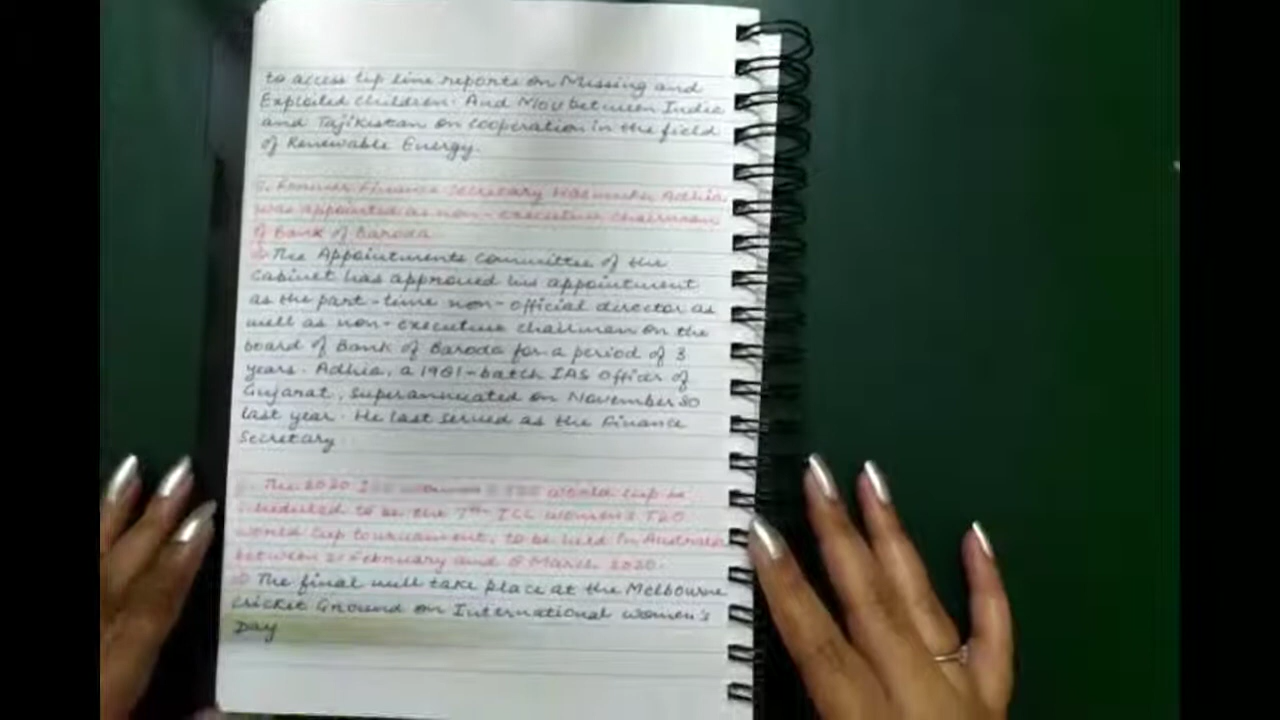 to access tip line reports on Missing and
Exploited children. And MoU between India
and Tajikistan on cooperation in the field
of Renewable Energy.
Former Finance Secretary Hasmukh Adhia
was appointed as non-executive chairman
of Bank of Baroda
The Appointments Committee of the
Cabinet has approved his appointment
as the part-time non-official director as
well as non-executive chairman on the
board of Bank of Baroda for a period of 3
years. Adhia, a 1981-batch IAS officer of
Gujarat, superannuated on November 30
last year. He last served as the Finance
Secretary
The 2020 world cup is
to be the 7th ICC women's T20
world cup tournament, to be held in Australia
between 21 February and 8 March 2020.
The final will take place at the Melbourne
Cricket Ground on International women's
Day